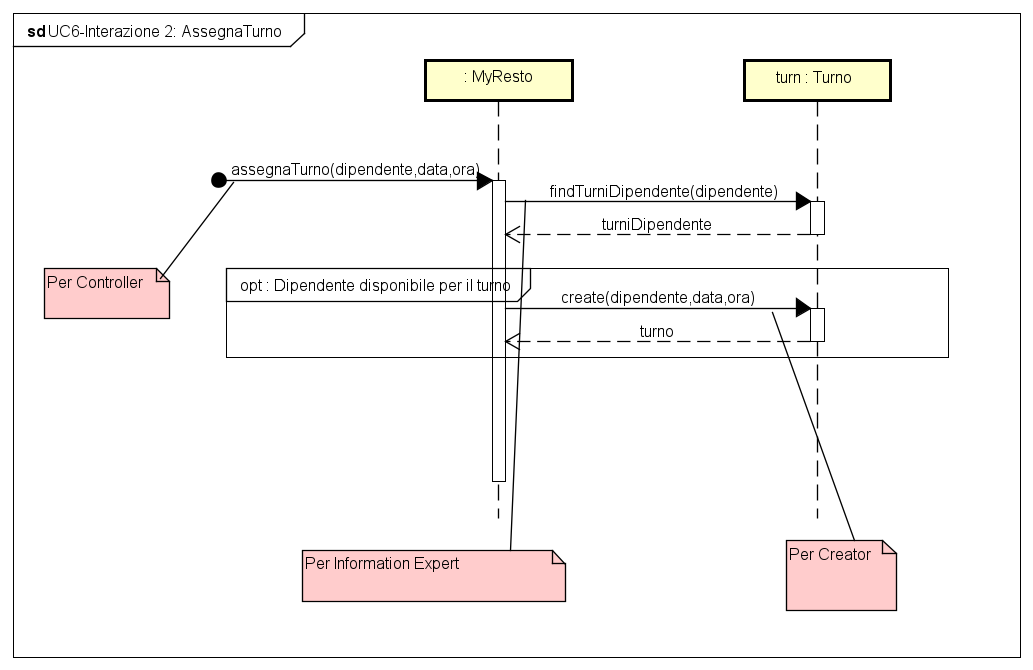 sd UC6-Interazione 2: AssegnaTurno
: MyResto
turn : Turno
assegnaTurno(dipendente,data,ora)
findTurniDipendente(dipendente)
turniDipendente
Per Controller
opt : Dipendente disponibile per il turno
create(dipendente,data,ora)
turno
Per Information Expert
Per Creator